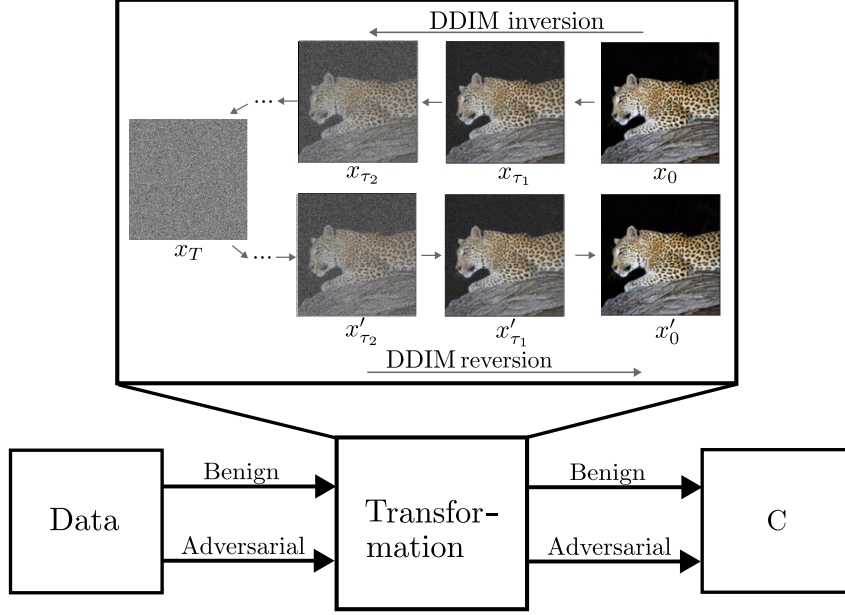 DDIM inversion
...
x_{τ_2} x_{τ_1} x_0
x_T
...
x'_{τ_2} x'_{τ_1} x'_0
DDIM reversion
Benign Benign
Data
Transfor-
mation
C
Adversarial Adversarial